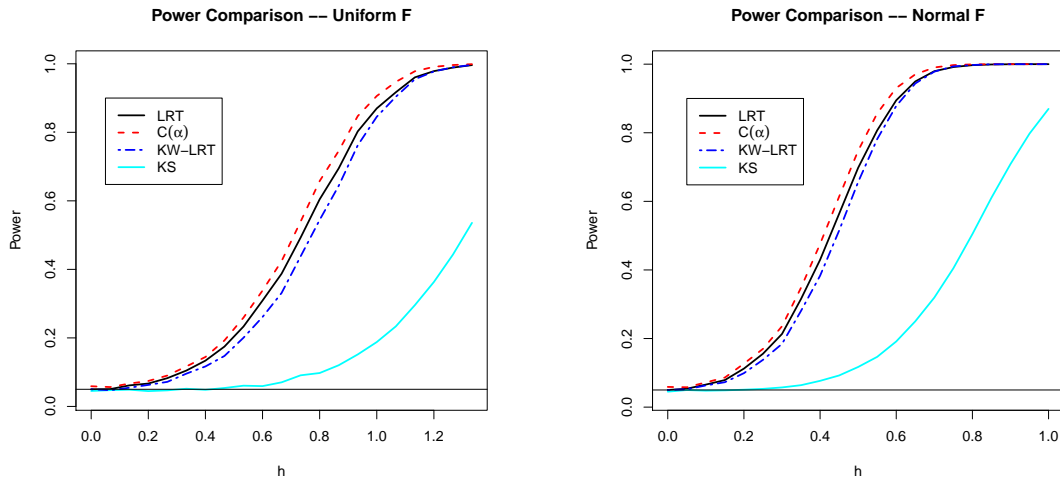 Power Comparison −− Uniform F
Power
0.0 0.2 0.4 0.6 0.8 1.0
LRT
C(α)
KW−LRT
KS
0.0 0.2 0.4 0.6 0.8 1.0 1.2
h
Power Comparison −− Normal F
Power
0.0 0.2 0.4 0.6 0.8 1.0
LRT
C(α)
KW−LRT
KS
0.0 0.2 0.4 0.6 0.8 1.0
h